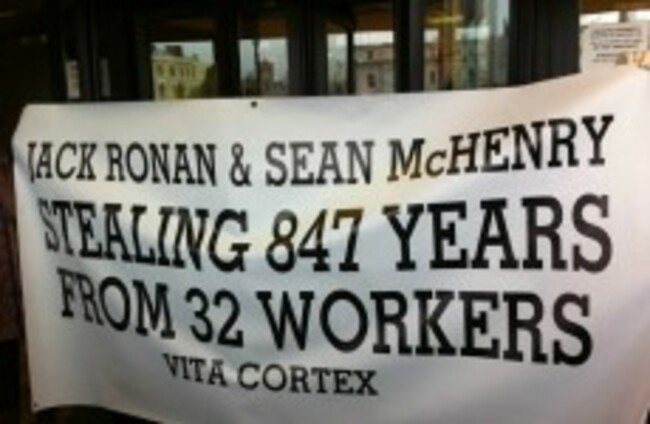 JACK RONAN & SEAN McHENRY
STEALING 847 YEARS
FROM 32 WORKERS
VITA CORTEX